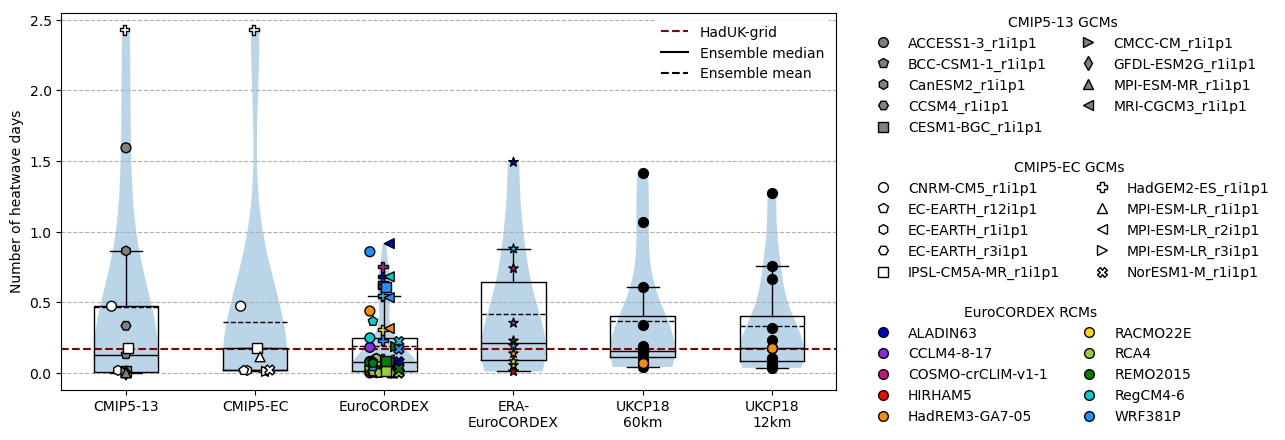 Number of heatwave days
2.5
2.0
1.5
1.0
0.5
0.0
HadUK-grid
Ensemble median
Ensemble mean
CMIP5-13
CMIP5-EC
EuroCORDEX
ERA-
EuroCORDEX
UKCP18
60km
UKCP18
12km
CMIP5-13 GCMs
ACCESS1-3_r1i1p1
BCC-CSM1-1_r1i1p1
CanESM2_r1i1p1
CCSM4_r1i1p1
CESM1-BGC_r1i1p1
CMCC-CM_r1i1p1
GFDL-ESM2G_r1i1p1
MPI-ESM-MR_r1i1p1
MRI-CGCM3_r1i1p1
CMIP5-EC GCMs
CNRM-CM5_r1i1p1
EC-EARTH_r12i1p1
EC-EARTH_r1i1p1
EC-EARTH_r3i1p1
IPSL-CM5A-MR_r1i1p1
HadGEM2-ES_r1i1p1
MPI-ESM-LR_r1i1p1
MPI-ESM-LR_r2i1p1
MPI-ESM-LR_r3i1p1
NorESM1-M_r1i1p1
EuroCORDEX RCMs
ALADIN63
CCLM4-8-17
COSMO-crCLIM-v1-1
HIRHAM5
HadREM3-GA7-05
RACMO22E
RCA4
REMO2015
RegCM4-6
WRF381P